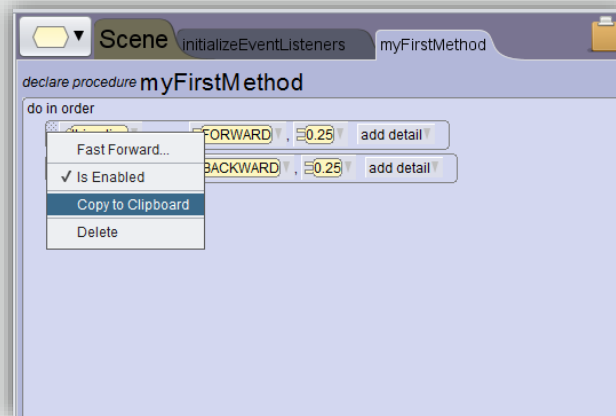 Scene initializeEventListeners myFirstMethod
declare procedure myFirstMethod
do in order
FORWARD , 0.25 add detail
Fast Forward...
✓ Is Enabled
BACKWARD , 0.25 add detail
Copy to Clipboard
Delete